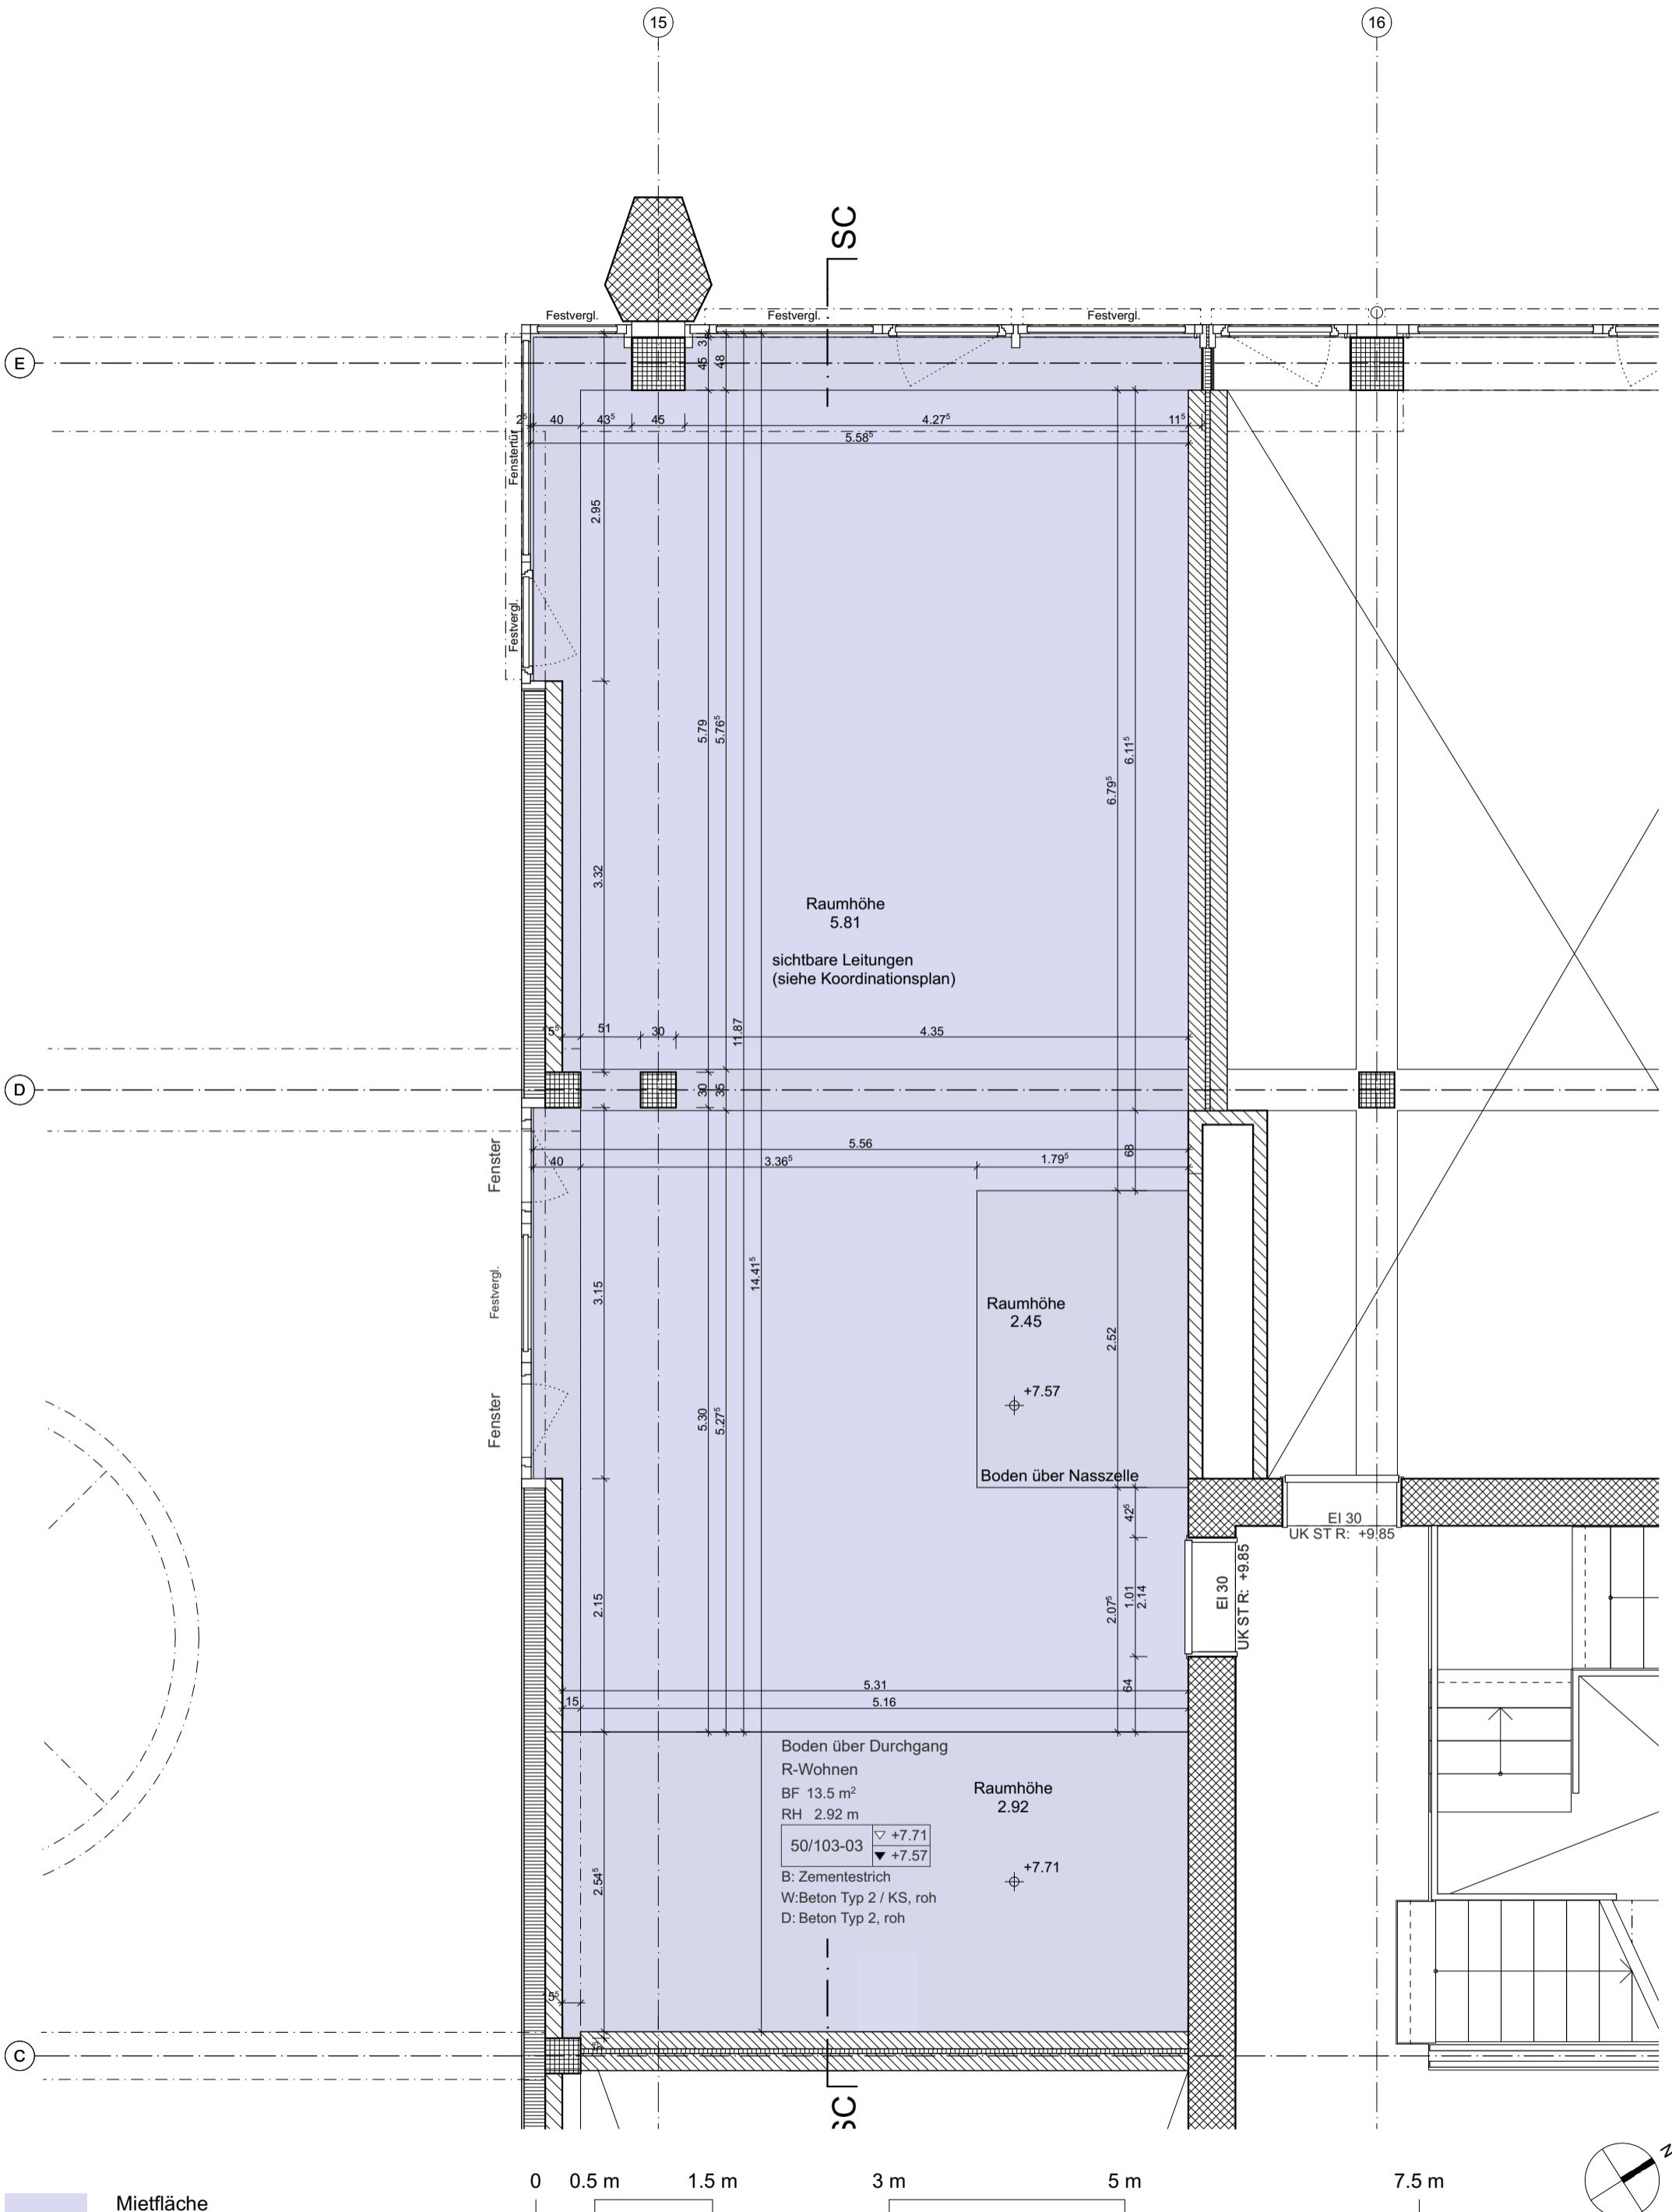 15
16
SC
Festvergl.
Festvergl.
Festvergl.
E
3⁵
45
48
2⁵
40
43⁵
45
4.27⁵
11⁵
5.58⁵
Fenstertür
2.95
Festvergl.
5.79
5.76⁵
6.11⁵
6.79⁵
3.32
Raumhöhe
5.81
sichtbare Leitungen
(siehe Koordinationsplan)
11.87
51
30
4.35
D
30
35
5.56
68
40
3.36⁵
1.79⁵
Fenster
14.41⁵
Festvergl.
3.15
Raumhöhe
2.45
2.52
+7.57
Fenster
5.30
5.27⁵
Boden über Nasszelle
42⁵
EI 30
UK ST R: +9.85
EI 30
UK ST R: +9.85
2.15
2.07⁵
1.01
2.14
5.31
64
15
5.16
Boden über Durchgang
R-Wohnen
BF 13.5 m²
RH 2.92 m
50/103-03
▽ +7.71
▼ +7.57
B: Zementestrich
W:Beton Typ 2 / KS, roh
D: Beton Typ 2, roh
Raumhöhe
2.92
+7.71
2.54⁵
C
SC
N
0 0.5 m 1.5 m 3 m 5 m 7.5 m
Mietfläche